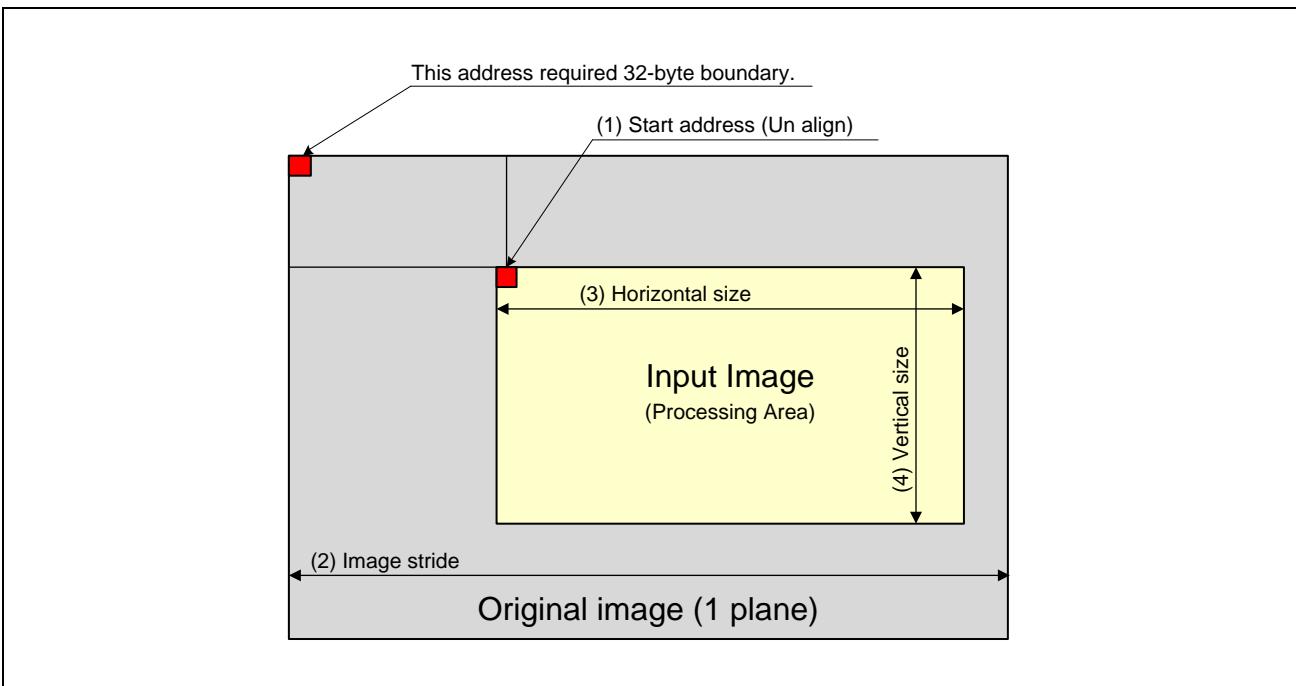 This address required 32-byte boundary.
(1) Start address (Un align)
(3) Horizontal size
Input Image
(Processing Area)
(4) Vertical size
(2) Image stride
Original image (1 plane)